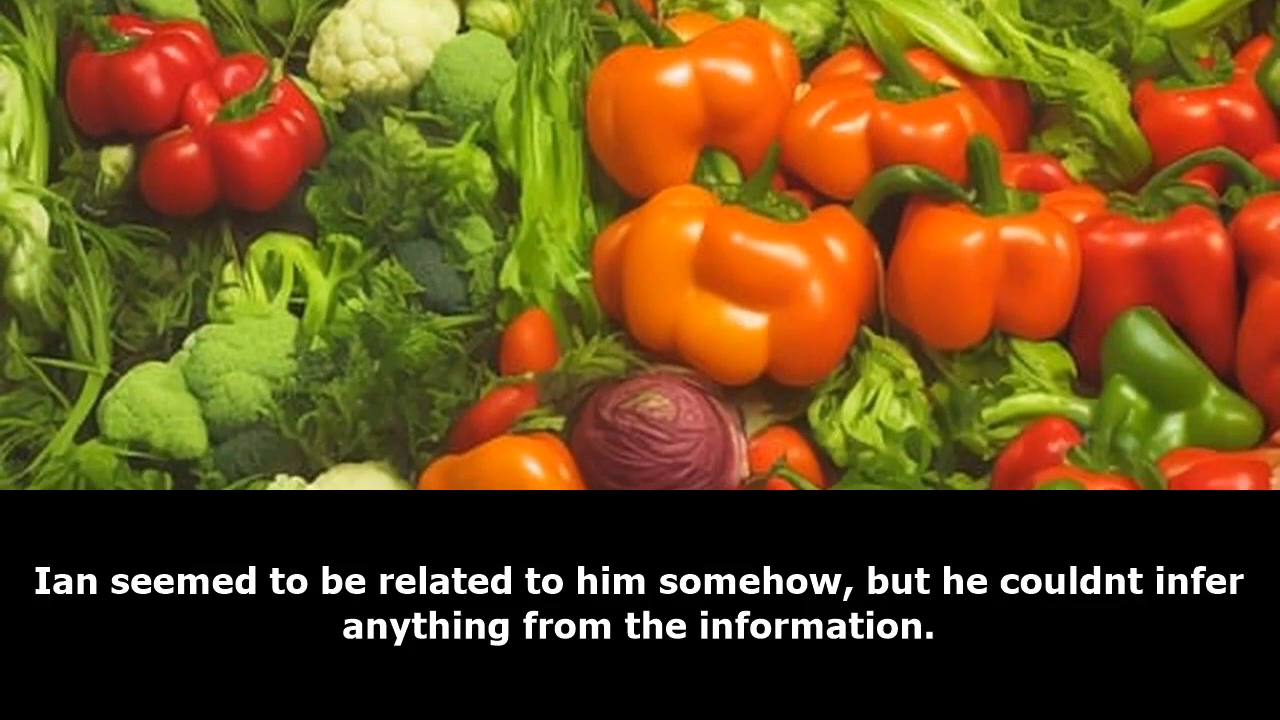 Ian seemed to be related to him somehow, but he couldnt infer
anything from the information.